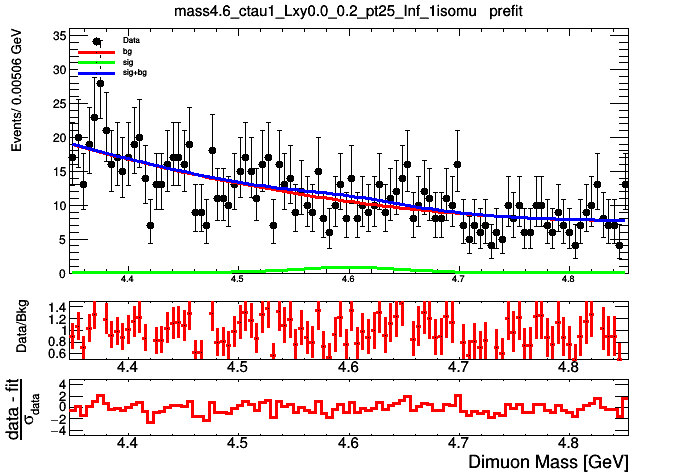 mass4.6_ctau1_Lxy0.0_0.2_pt25_Inf_1isomu prefit
Events/ 0.00506 GeV
35
30
25
20
15
10
5
0
Data
bg
sig
sig+bg
4.4 4.5 4.6 4.7 4.8
Data/Bkg
1.4
1.2
1.0
0.8
0.6
4.4 4.5 4.6 4.7 4.8
data - fit
σdata
4
2
0
−2
−4
4.4 4.5 4.6 4.7 4.8
Dimuon Mass [GeV]